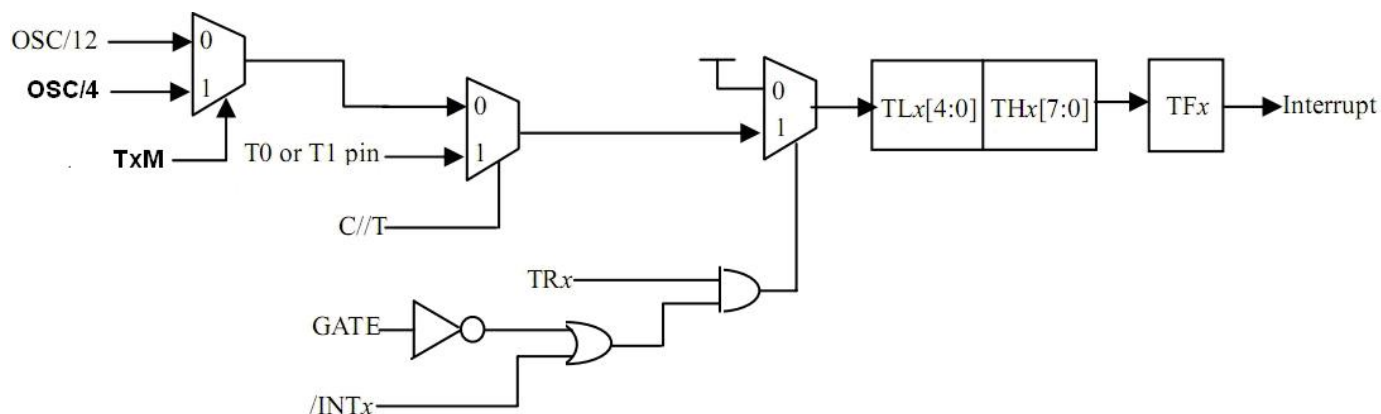 OSC/12
0
OSC/4
1
TxM
0
T0 or T1 pin
1
C//T
0
1
TLx[4:0]
THx[7:0]
TFx
Interrupt
TRx
GATE
/INTx